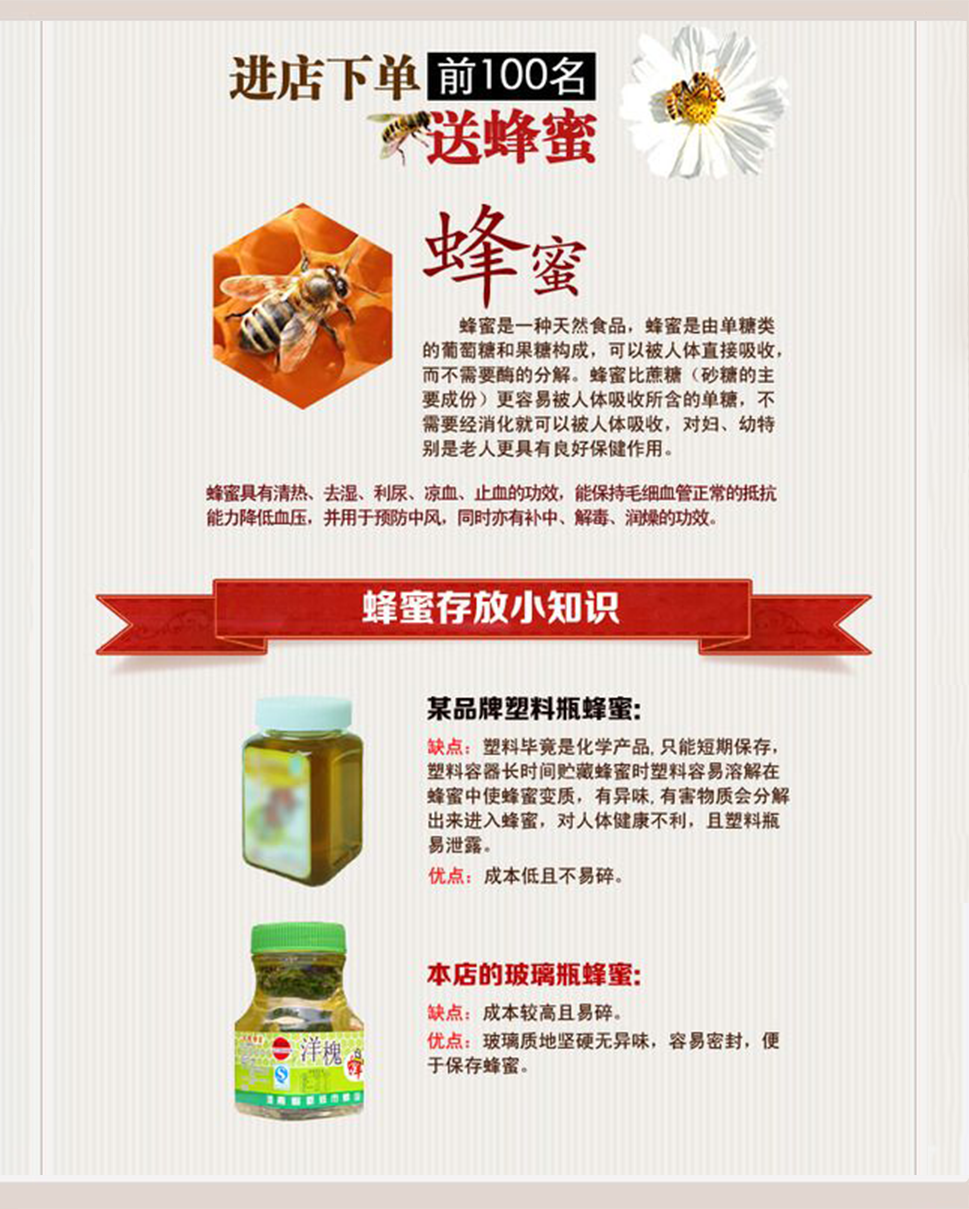 进店下单 前100名
送蜂蜜
蜂蜜
蜂蜜是一种天然食品，蜂蜜是由单糖类
的葡萄糖和果糖构成，可以被人体直接吸收，
而不需要酶的分解。蜂蜜比蔗糖（砂糖的主
要成份）更容易被人体吸收所含的单糖，不
需要经消化就可以被人体吸收，对妇、幼特
别是老人更具有良好保健作用。
蜂蜜具有清热、去湿、利尿、凉血、止血的功效，能保持毛细血管正常的抵抗
能力降低血压，并用于预防中风，同时亦有补中、解毒、润燥的功效。
蜂蜜存放小知识
某品牌塑料瓶蜂蜜:
缺点：塑料毕竟是化学产品,只能短期保存，
塑料容器长时间贮藏蜂蜜时塑料容易溶解在
蜂蜜中使蜂蜜变质，有异味,有害物质会分解
出来进入蜂蜜，对人体健康不利，且塑料瓶
易泄露。
优点：成本低且不易碎。
本店的玻璃瓶蜂蜜:
缺点：成本较高且易碎。
优点：玻璃质地坚硬无异味，容易密封，便
于保存蜂蜜。
洋槐